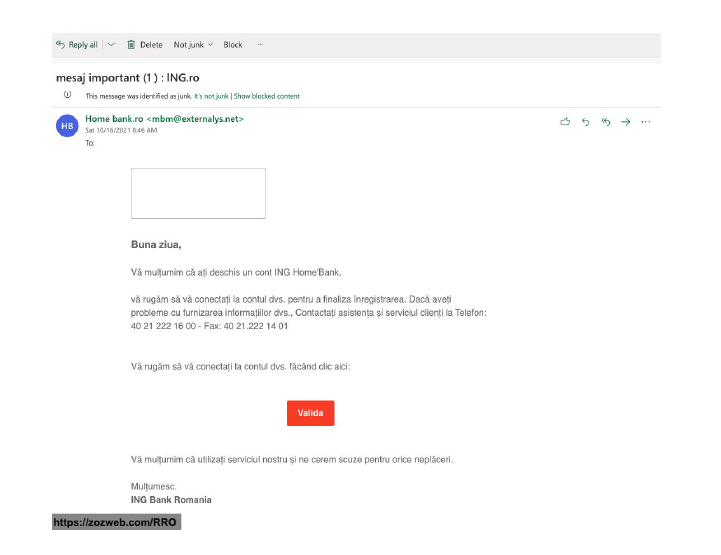 Reply all Delete Not junk Block ...
mesaj important (1 ) : ING.ro
This message was identified as junk. It's not junk | Show blocked content
HB
Home bank.ro <mbm@externalys.net>
Sat 10/16/2021 8:46 AM
To:
Buna ziua,
Vă mulțumim că ați deschis un cont ING Home'Bank,
vă rugăm să vă conectați la contul dvs. pentru a finaliza înregistrarea. Dacă aveți
probleme cu furnizarea informațiilor dvs., Contactați asistența și serviciul clienți la Telefon:
40 21 222 16 00 - Fax: 40 21.222 14 01
Vă rugăm să vă conectați la contul dvs. făcând clic aici:
Valida
Vă mulțumim că utilizați serviciul nostru și ne cerem scuze pentru orice neplăceri.
Mulțumesc.
ING Bank Romania
https://zozweb.com/RRO